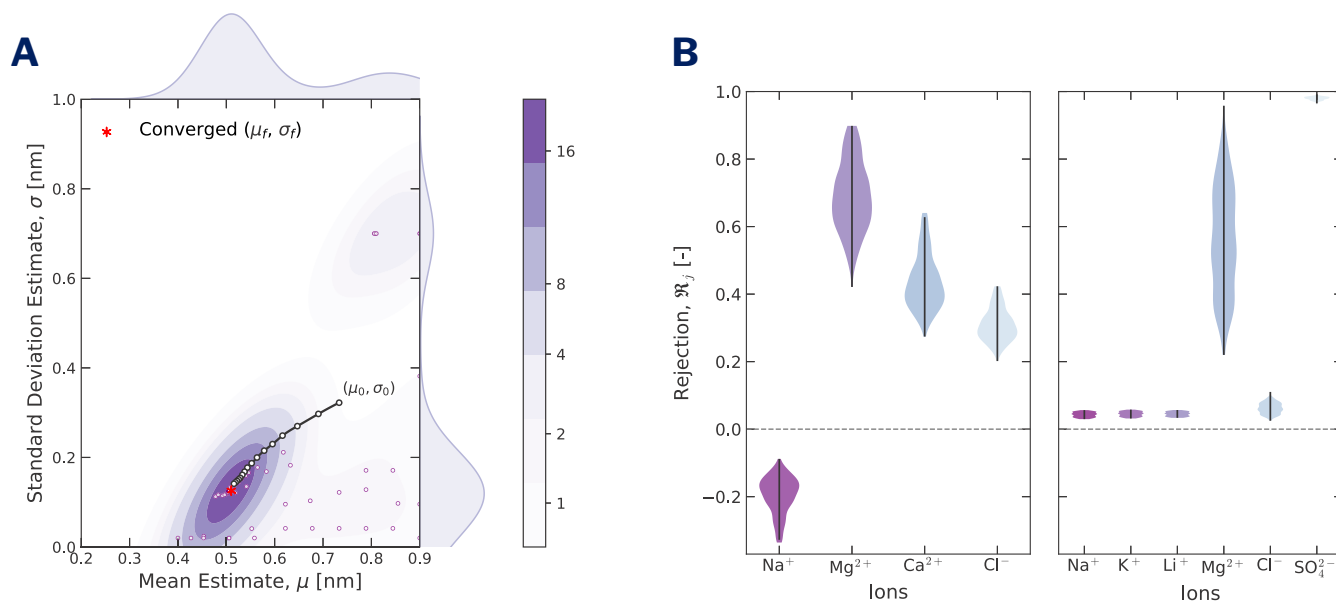 A
1.0
0.8
0.6
0.4
0.2
0.0
Standard Deviation Estimate, σ [nm]
Converged (μ_f, σ_f)
(μ₀, σ₀)
0.2 0.3 0.4 0.5 0.6 0.7 0.8 0.9
Mean Estimate, μ [nm]
16
8
4
2
1
B
1.0
0.8
0.6
0.4
0.2
0.0
−0.2
Rejection, ℜ_j [-]
Na⁺ Mg²⁺ Ca²⁺ Cl⁻
Ions
Na⁺ K⁺ Li⁺ Mg²⁺ Cl⁻ SO₄²⁻
Ions